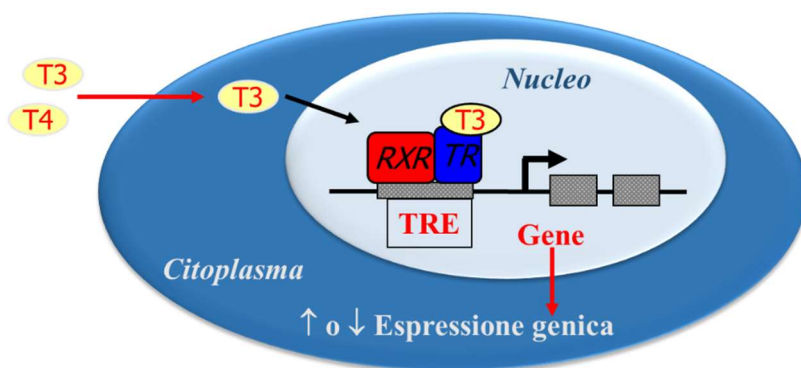 T3
T4
T3
Nucleo
T3
RXR
TR
TRE
Gene
Citoplasma
↑ o ↓ Espressione genica